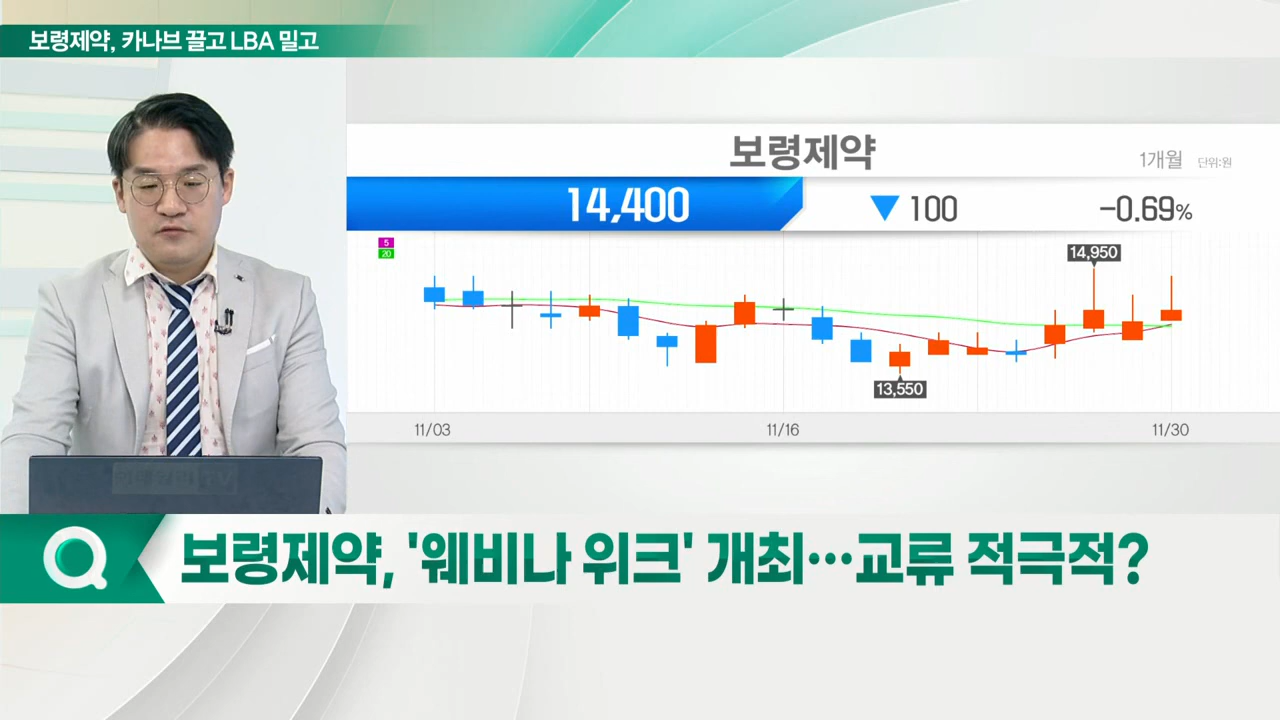 보령제약, 카나브 끌고 LBA 밀고
보령제약
1개월 단위:원
14,400 ▼ 100 -0.69%
5
20
14,950
13,550
11/03 11/16 11/30
보령제약, '웨비나 위크' 개최…교류 적극적?